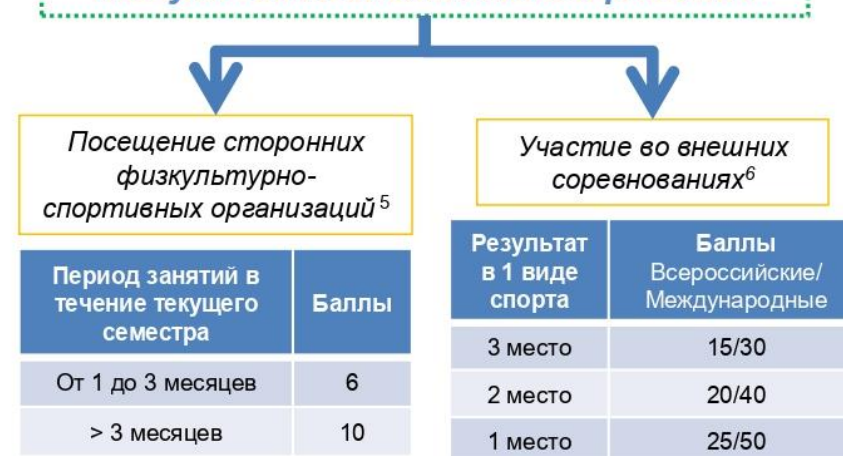 Посещение сторонних
физкультурно-
спортивных организаций 5
Период занятий в
течение текущего
семестра
Баллы
От 1 до 3 месяцев 6
> 3 месяцев 10
Участие во внешних
соревнованиях6
Результат
в 1 виде
спорта
Баллы
Всероссийские/
Международные
3 место 15/30
2 место 20/40
1 место 25/50